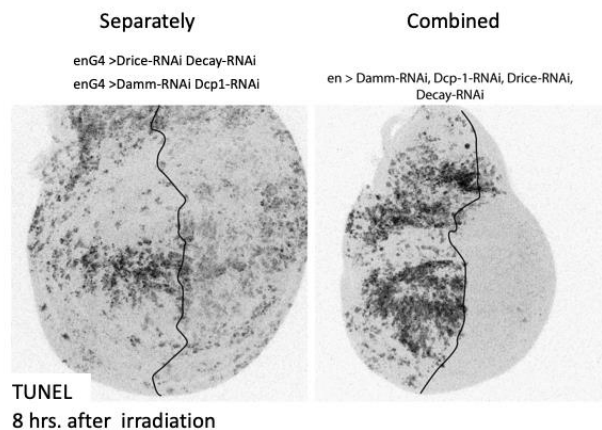 Separately
enG4 >Drice-RNAi Decay-RNAi
enG4 >Damm-RNAi Dcp1-RNAi
Combined
en > Damm-RNAi, Dcp-1-RNAi, Drice-RNAi,
Decay-RNAi
TUNEL
8 hrs. after irradiation